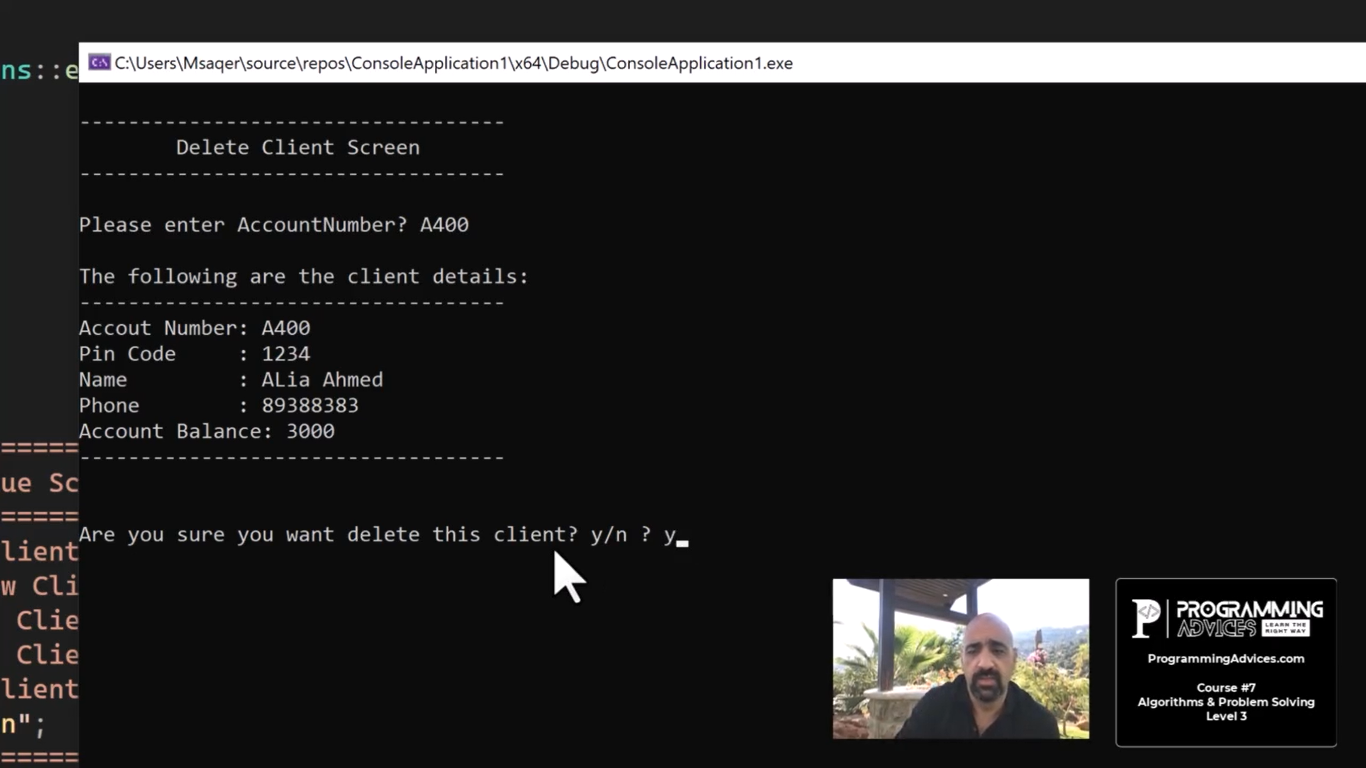 ns::e
C:\Users\Msaqer\source\repos\ConsoleApplication1\x64\Debug\ConsoleApplication1.exe
-----------------------------------
Delete Client Screen
-----------------------------------
Please enter AccountNumber? A400
The following are the client details:
-----------------------------------
Accout Number: A400
Pin Code : 1234
Name : ALia Ahmed
Phone : 89388383
Account Balance: 3000
-----------------------------------
Are you sure you want delete this client? y/n ? y
=====
ue Sc
=====
lient
w Cli
Clie
Clie
lient
n";
=====
PROGRAMMING
ADVICES
LEARN THE
RIGHT WAY
ProgrammingAdvices.com
Course #7
Algorithms & Problem Solving
Level 3